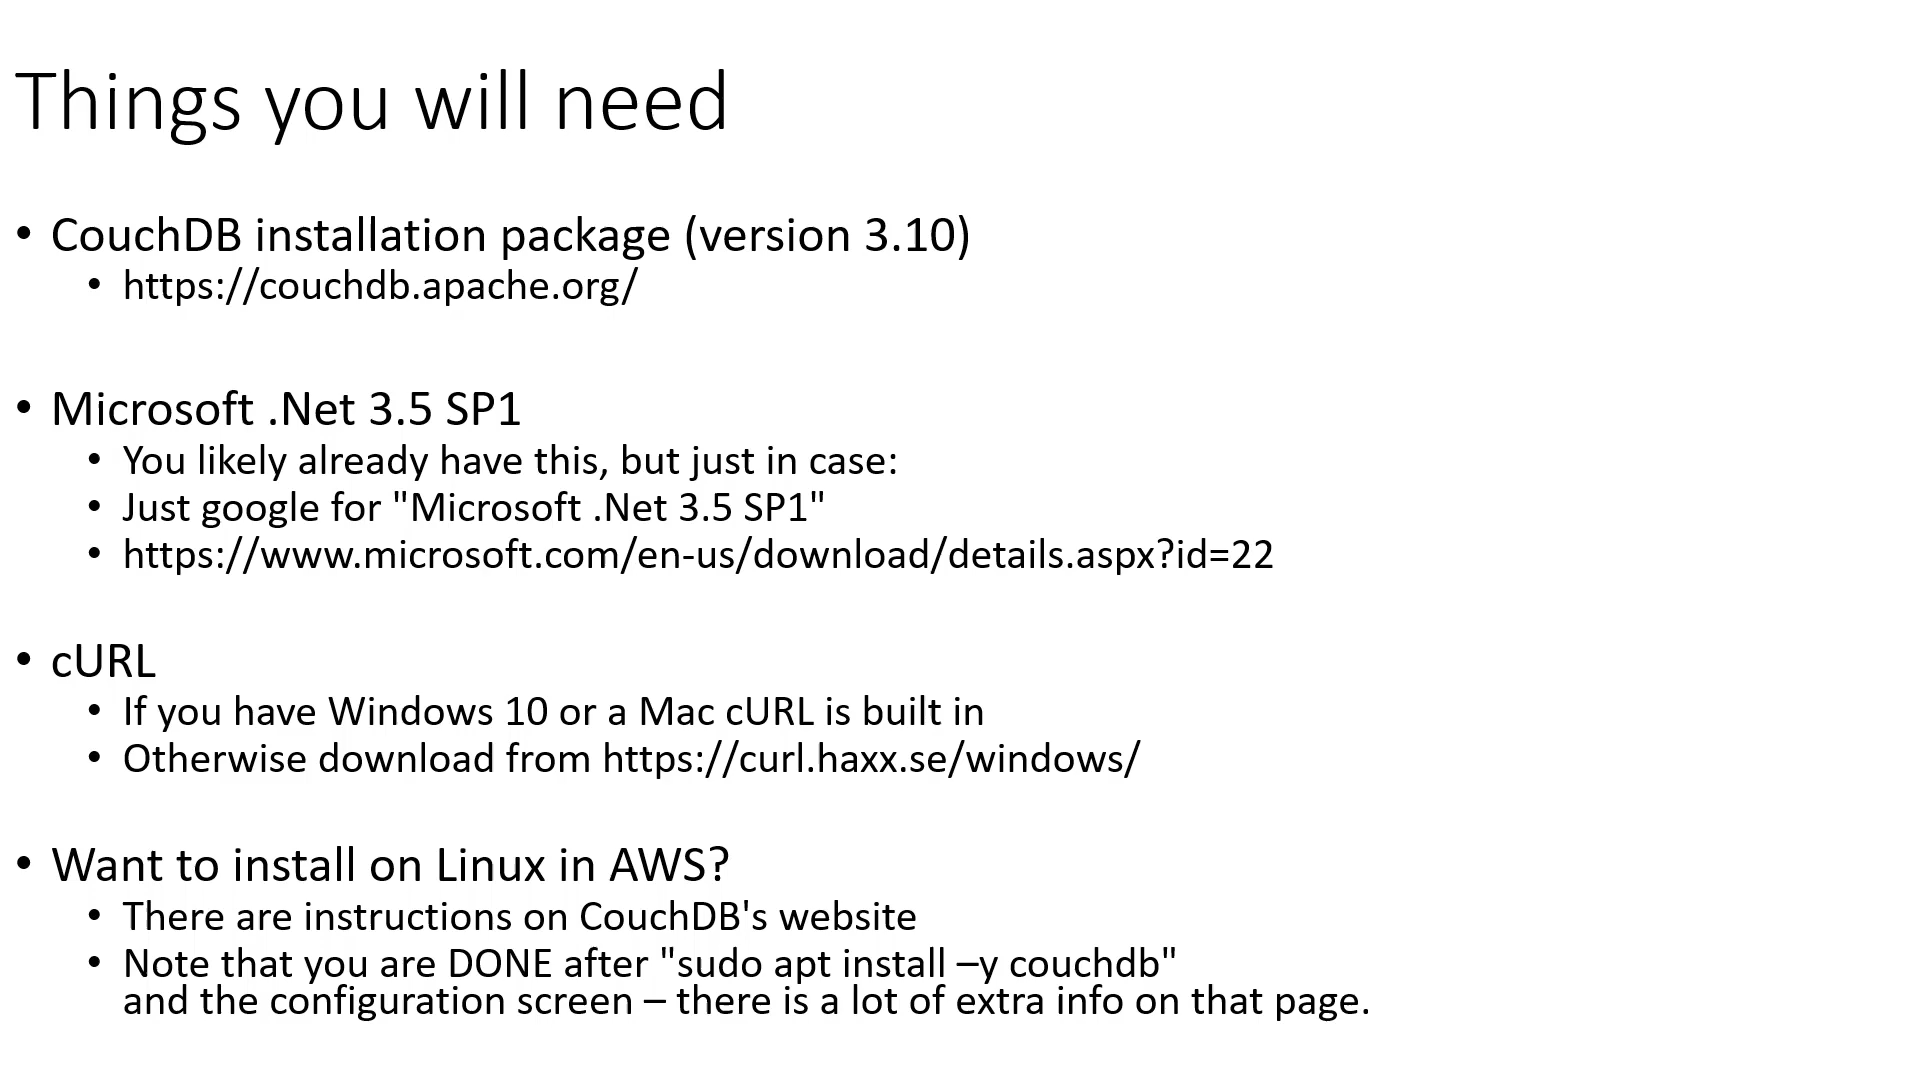 Things you will need
• CouchDB installation package (version 3.10)
• https://couchdb.apache.org/
• Microsoft .Net 3.5 SP1
• You likely already have this, but just in case:
• Just google for "Microsoft .Net 3.5 SP1"
• https://www.microsoft.com/en-us/download/details.aspx?id=22
• cURL
• If you have Windows 10 or a Mac cURL is built in
• Otherwise download from https://curl.haxx.se/windows/
• Want to install on Linux in AWS?
• There are instructions on CouchDB's website
• Note that you are DONE after "sudo apt install –y couchdb"
and the configuration screen – there is a lot of extra info on that page.